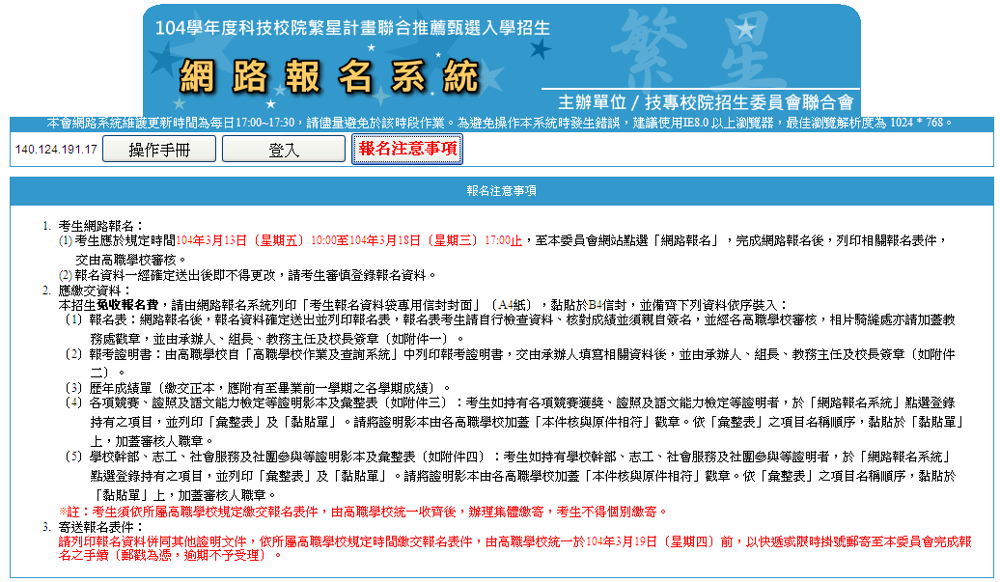 104學年度科技校院繁星計畫聯合推薦甄選入學招生
繁星
網路報名系統
主辦單位 / 技專校院招生委員會聯合會
本會網路系統維護更新時間為每日17:00~17:30，請儘量避免於該時段作業。為避免操作本系統時發生錯誤，建議使用IE8.0 以上瀏覽器，最佳瀏覽解析度為 1024 * 768。
140.124.191.17 操作手冊 登入 報名注意事項
報名注意事項
1. 考生網路報名：
(1) 考生應於規定時間104年3月13日〔星期五〕10:00至104年3月18日〔星期三〕17:00止，至本委員會網站點選「網路報名」，完成網路報名後，列印相關報名表件，
交由高職學校審核。
(2) 報名資料一經確定送出後即不得更改，請考生審慎登錄報名資料。
2. 應繳交資料：
本招生免收報名費，請由網路報名系統列印「考生報名資料袋專用信封封面」〔A4紙〕，黏貼於B4信封，並備齊下列資料依序裝入：
〔1〕報名表：網路報名後，報名資料確定送出並列印報名表，報名表考生請自行檢查資料、核對成績並須親自簽名，並經各高職學校審核，相片騎縫處亦請加蓋教
務處戳章，並由承辦人、組長、教務主任及校長簽章〔如附件一〕。
〔2〕報考證明書：由高職學校自「高職學校作業及查詢系統」中列印報考證明書，交由承辦人填寫相關資料後，並由承辦人、組長、教務主任及校長簽章〔如附件
二〕。
〔3〕歷年成績單〔繳交正本，應附有至畢業前一學期之各學期成績〕。
〔4〕各項競賽、證照及語文能力檢定等證明影本及彙整表〔如附件三〕：考生如持有各項競賽獲獎、證照及語文能力檢定等證明者，於「網路報名系統」點選登錄
持有之項目，並列印「彙整表」及「黏貼單」。請將證明影本由各高職學校加蓋「本件核與原件相符」戳章。依「彙整表」之項目名稱順序，黏貼於「黏貼單」
上，加蓋審核人職章。
〔5〕學校幹部、志工、社會服務及社團參與等證明影本及彙整表〔如附件四〕：考生如持有學校幹部、志工、社會服務及社團參與等證明者，於「網路報名系統」
點選登錄持有之項目，並列印「彙整表」及「黏貼單」。請將證明影本由各高職學校加蓋「本件核與原件相符」戳章。依「彙整表」之項目名稱順序，黏貼於
「黏貼單」上，加蓋審核人職章。
※註：考生須依所屬高職學校規定繳交報名表件，由高職學校統一收齊後，辦理集體繳寄，考生不得個別繳寄。
3. 寄送報名表件：
請列印報名資料併同其他證明文件，依所屬高職學校規定時間繳交報名表件，由高職學校統一於104年3月19日〔星期四〕前，以快遞或限時掛號郵寄至本委員會完成報
名之手續〔郵戳為憑，逾期不予受理〕。